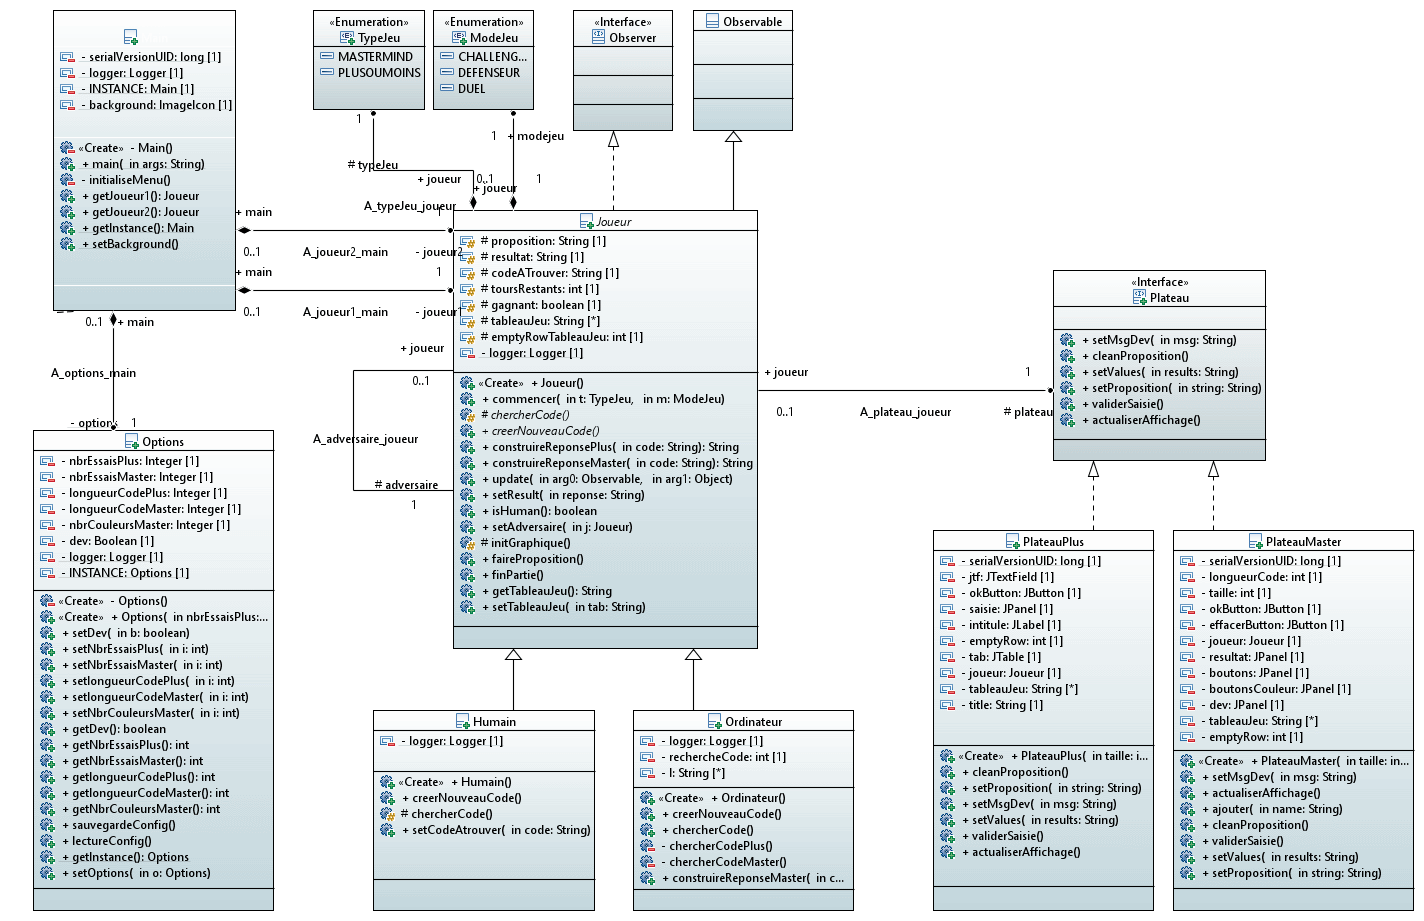 - serialVersionUID: long [1]
- logger: Logger [1]
- INSTANCE: Main [1]
- background: ImageIcon [1]
«Create» - Main()
+ main( in args: String)
- initialiseMenu()
+ getJoueur1(): Joueur
+ getJoueur2(): Joueur
+ getInstance(): Main
+ setBackground()
«Enumeration»
TypeJeu
MASTERMIND
PLUSOUMOINS
«Enumeration»
ModeJeu
CHALLENG...
DEFENSEUR
DUEL
«Interface»
Observer
Observable
1
# typeJeu
+ joueur
0..1
A_typeJeu_joueur
1
+ modejeu
+ joueur
1
+ main
0..1
A_joueur2_main
- joueur2
1
+ main
0..1
A_joueur1_main
- joueur1
1
0..1
+ main
A_options_main
- options
1
Options
- nbrEssaisPlus: Integer [1]
- nbrEssaisMaster: Integer [1]
- longueurCodePlus: Integer [1]
- longueurCodeMaster: Integer [1]
- nbrCouleursMaster: Integer [1]
- dev: Boolean [1]
- logger: Logger [1]
- INSTANCE: Options [1]
«Create» - Options()
«Create» + Options( in nbrEssaisPlus:...
+ setDev( in b: boolean)
+ setNbrEssaisPlus( in i: int)
+ setNbrEssaisMaster( in i: int)
+ setlongueurCodePlus( in i: int)
+ setlongueurCodeMaster( in i: int)
+ setNbrCouleursMaster( in i: int)
+ getDev(): boolean
+ getNbrEssaisPlus(): int
+ getNbrEssaisMaster(): int
+ getlongueurCodePlus(): int
+ getlongueurCodeMaster(): int
+ getNbrCouleursMaster(): int
+ sauvegardeConfig()
+ lectureConfig()
+ getInstance(): Options
+ setOptions( in o: Options)
Joueur
# proposition: String [1]
# resultat: String [1]
# codeATrouver: String [1]
# toursRestants: int [1]
# gagnant: boolean [1]
# tableauJeu: String [*]
# emptyRowTableauJeu: int [1]
- logger: Logger [1]
«Create» + Joueur()
+ commencer( in t: TypeJeu, in m: ModeJeu)
# chercherCode()
+ creerNouveauCode()
+ construireReponsePlus( in code: String): String
+ construireReponseMaster( in code: String): String
+ update( in arg0: Observable, in arg1: Object)
+ setResult( in reponse: String)
+ isHuman(): boolean
+ setAdversaire( in j: Joueur)
# initGraphique()
+ faireProposition()
+ finPartie()
+ getTableauJeu(): String
+ setTableauJeu( in tab: String)
+ joueur
0..1
A_adversaire_joueur
# adversaire
1
+ joueur
0..1
A_plateau_joueur
1
# plateau
«Interface»
Plateau
+ setMsgDev( in msg: String)
+ cleanProposition()
+ setValues( in results: String)
+ setProposition( in string: String)
+ validerSaisie()
+ actualiserAffichage()
Humain
- logger: Logger [1]
«Create» + Humain()
+ creerNouveauCode()
# chercherCode()
+ setCodeAtrouver( in code: String)
Ordinateur
- logger: Logger [1]
- rechercheCode: int [1]
- l: String [*]
«Create» + Ordinateur()
+ creerNouveauCode()
+ chercherCode()
- chercherCodePlus()
- chercherCodeMaster()
+ construireReponseMaster( in c...
PlateauPlus
- serialVersionUID: long [1]
- jtf: JTextField [1]
- okButton: JButton [1]
- saisie: JPanel [1]
- intitule: JLabel [1]
- emptyRow: int [1]
- tab: JTable [1]
- joueur: Joueur [1]
- tableauJeu: String [*]
- title: String [1]
«Create» + PlateauPlus( in taille: i...
+ cleanProposition()
+ setProposition( in string: String)
+ setMsgDev( in msg: String)
+ setValues( in results: String)
+ validerSaisie()
+ actualiserAffichage()
PlateauMaster
- serialVersionUID: long [1]
- longueurCode: int [1]
- taille: int [1]
- okButton: JButton [1]
- effacerButton: JButton [1]
- joueur: Joueur [1]
- resultat: JPanel [1]
- boutons: JPanel [1]
- boutonsCouleur: JPanel [1]
- dev: JPanel [1]
- tableauJeu: String [*]
- emptyRow: int [1]
«Create» + PlateauMaster( in taille: in...
+ setMsgDev( in msg: String)
+ actualiserAffichage()
+ ajouter( in name: String)
+ cleanProposition()
+ validerSaisie()
+ setValues( in results: String)
+ setProposition( in string: String)